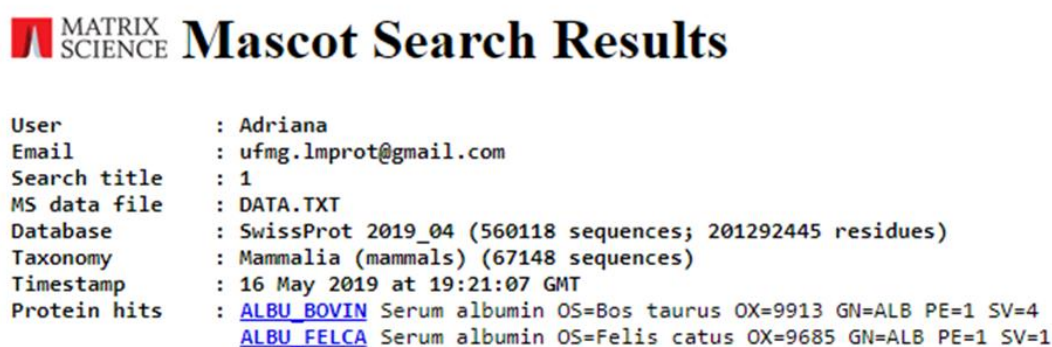 MATRIX SCIENCE Mascot Search Results
User : Adriana
Email : ufmg.lmprot@gmail.com
Search title : 1
MS data file : DATA.TXT
Database : SwissProt 2019_04 (560118 sequences; 201292445 residues)
Taxonomy : Mammalia (mammals) (67148 sequences)
Timestamp : 16 May 2019 at 19:21:07 GMT
Protein hits : ALBU_BOVIN Serum albumin OS=Bos taurus OX=9913 GN=ALB PE=1 SV=4
ALBU_FELCA Serum albumin OS=Felis catus OX=9685 GN=ALB PE=1 SV=1